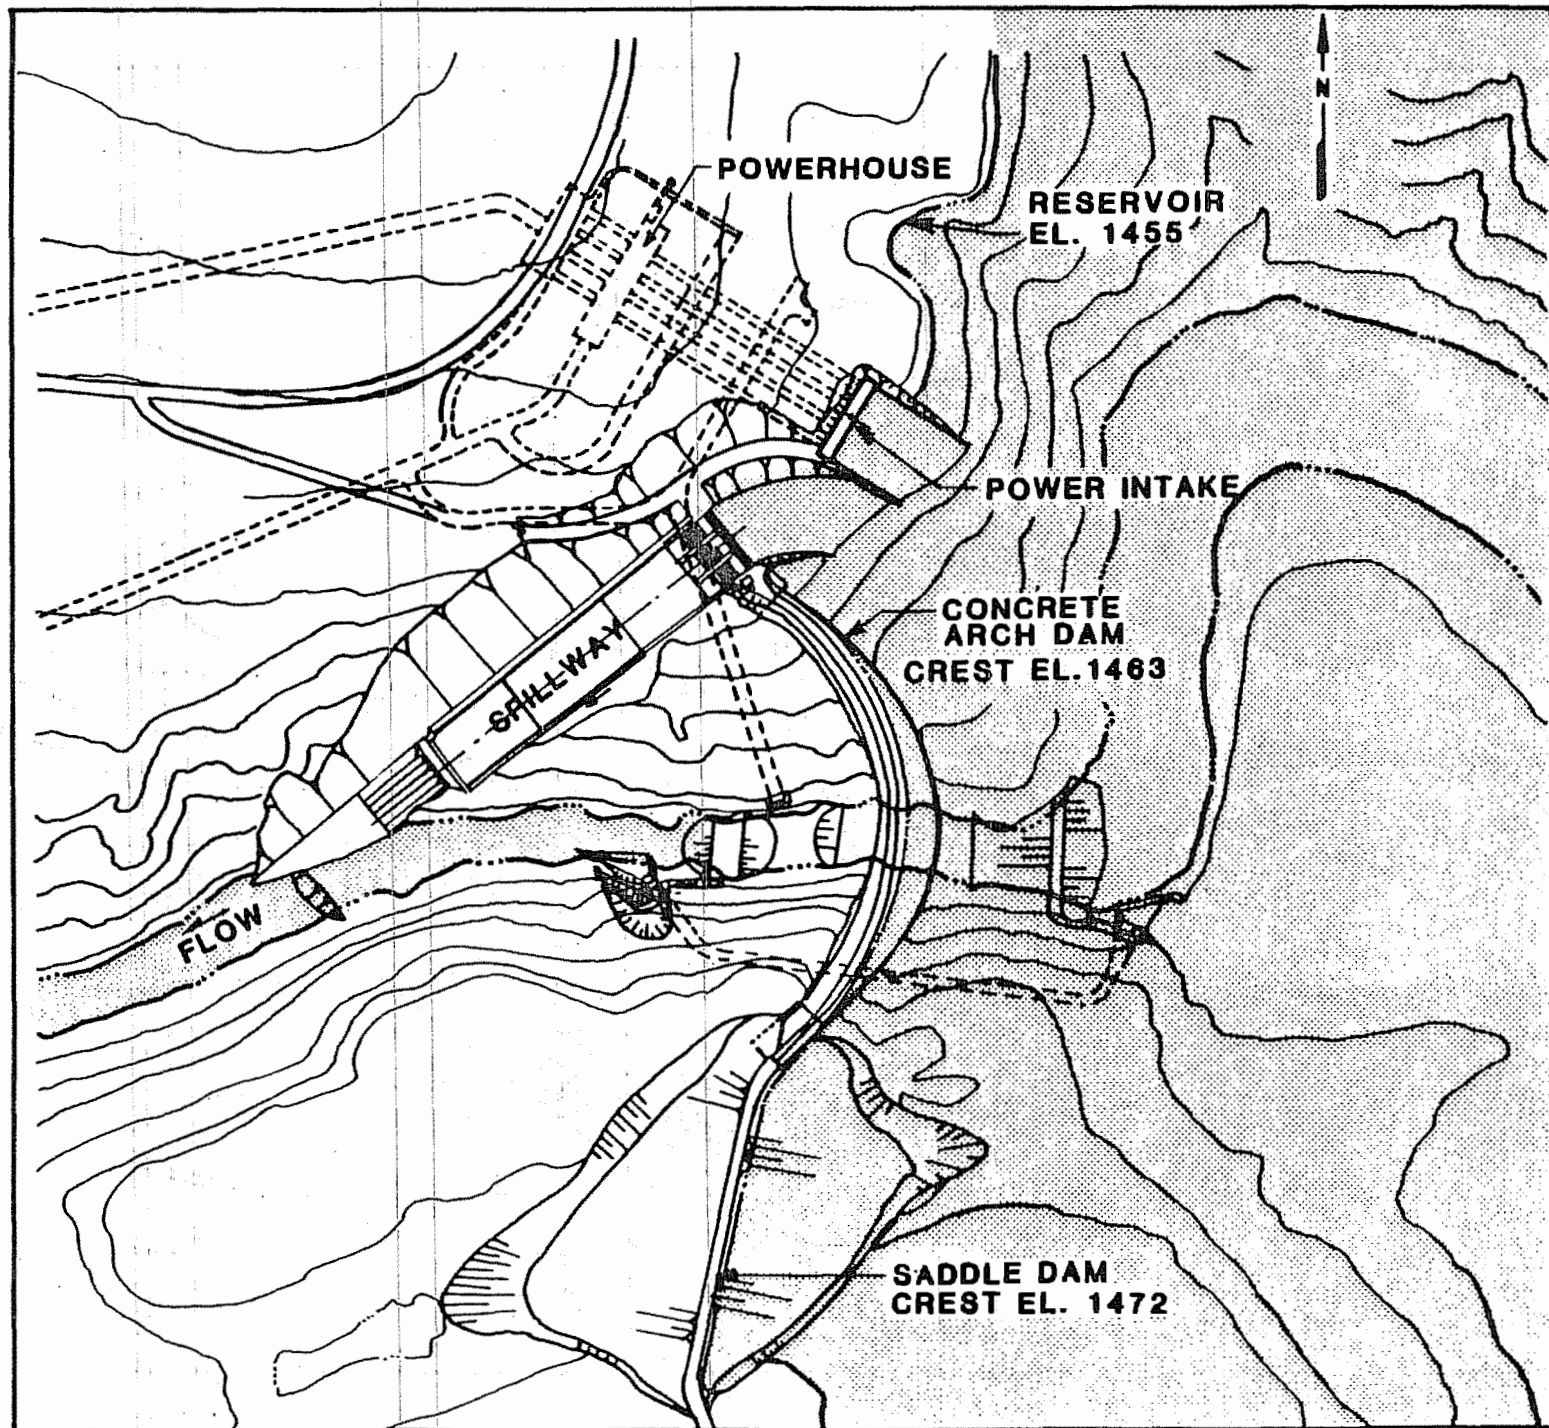 N
POWERHOUSE
RESERVOIR
EL. 1455
POWER INTAKE
CONCRETE
ARCH DAM
CREST EL.1463
SPILLWAY
FLOW
SADDLE DAM
CREST EL. 1472